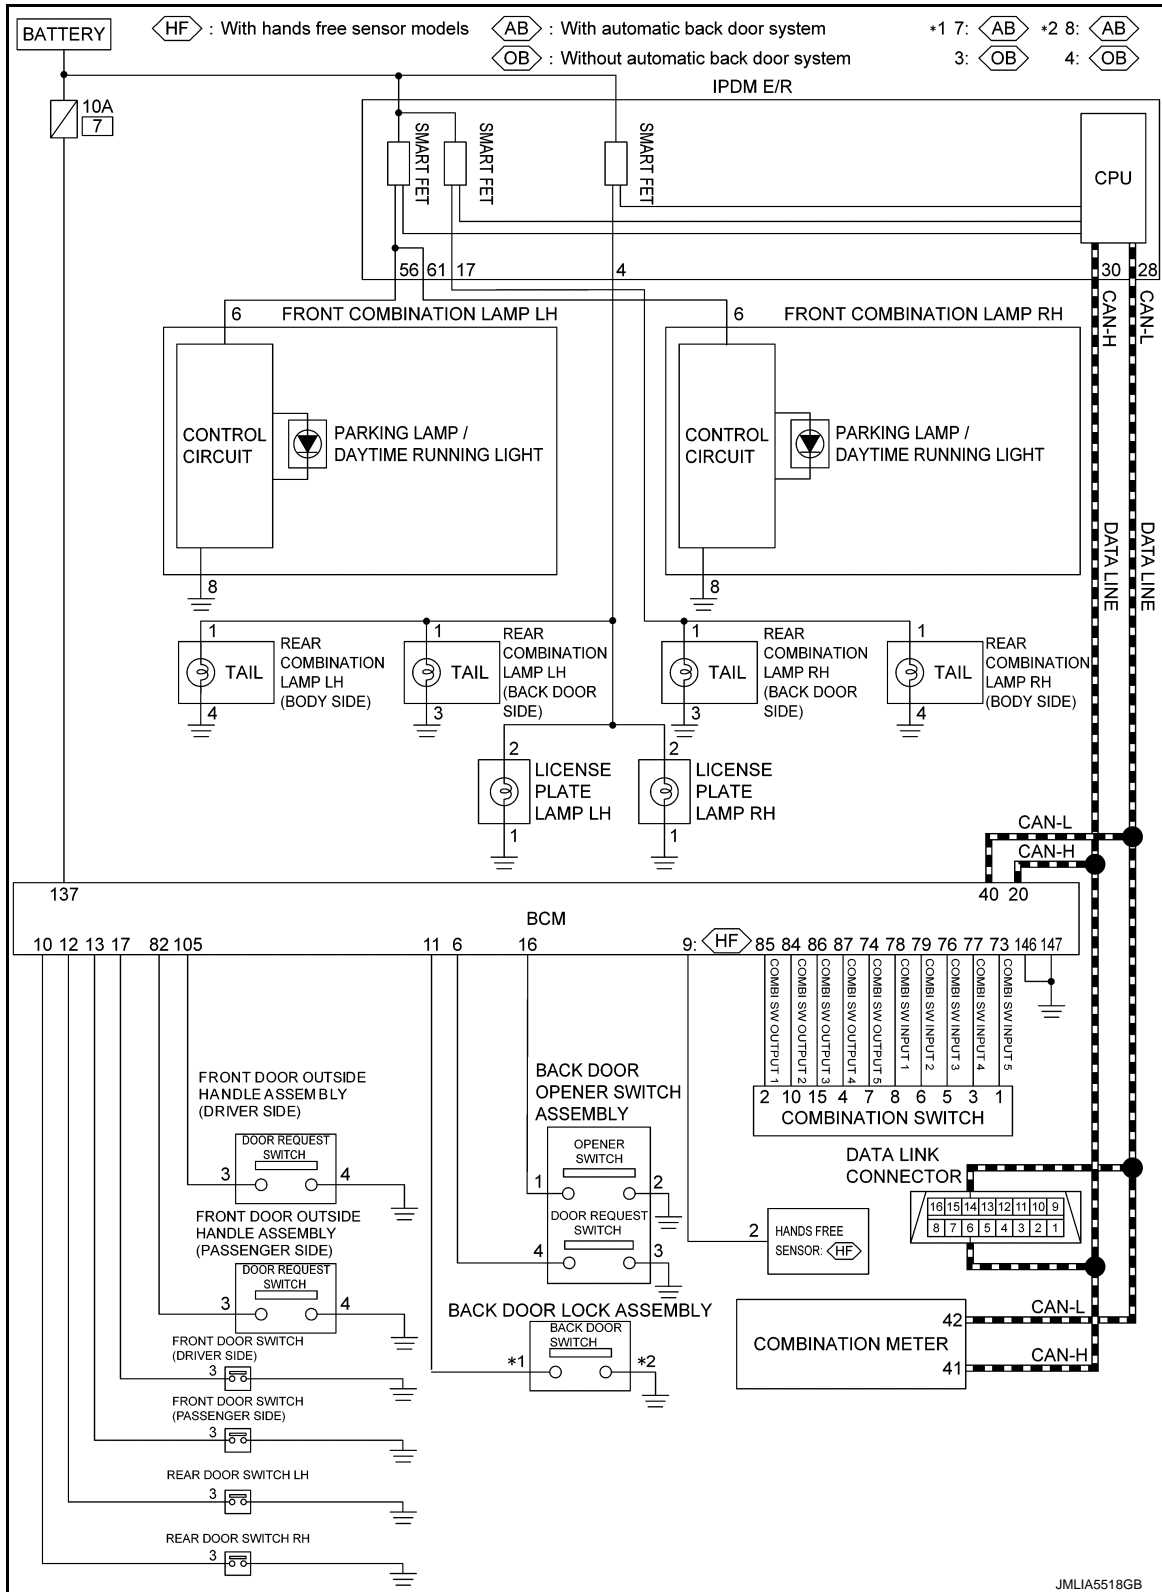 BATTERY
HF : With hands free sensor models
AB : With automatic back door system
OB : Without automatic back door system
*1 7: AB *2 8: AB
3: OB 4: OB
IPDM E/R
10A
7
SMART FET
SMART FET
SMART FET
CPU
56 61 17 4 30 28
CAN-H
CAN-L
6 FRONT COMBINATION LAMP LH
6 FRONT COMBINATION LAMP RH
CONTROL
CIRCUIT
PARKING LAMP /
DAYTIME RUNNING LIGHT
CONTROL
CIRCUIT
PARKING LAMP /
DAYTIME RUNNING LIGHT
8
8
DATA LINE
DATA LINE
1
TAIL
4
REAR
COMBINATION
LAMP LH
(BODY SIDE)
1
TAIL
3
REAR
COMBINATION
LAMP LH
(BACK DOOR
SIDE)
1
TAIL
3
REAR
COMBINATION
LAMP RH
(BACK DOOR
SIDE)
1
TAIL
4
REAR
COMBINATION
LAMP RH
(BODY SIDE)
2
LICENSE
PLATE
LAMP LH
1
2
LICENSE
PLATE
LAMP RH
1
CAN-L
CAN-H
137
40 20
BCM
10 12 13 17 82 105 11 6 16 9: HF 85 84 86 87 74 78 79 76 77 73 146 147
COMBI SW OUTPUT 1
COMBI SW OUTPUT 2
COMBI SW OUTPUT 3
COMBI SW OUTPUT 4
COMBI SW OUTPUT 5
COMBI SW INPUT 1
COMBI SW INPUT 2
COMBI SW INPUT 3
COMBI SW INPUT 4
COMBI SW INPUT 5
2 10 15 4 7 8 6 5 3 1
COMBINATION SWITCH
FRONT DOOR OUTSIDE
HANDLE ASSEMBLY
(DRIVER SIDE)
DOOR REQUEST
SWITCH
3 4
FRONT DOOR OUTSIDE
HANDLE ASSEMBLY
(PASSENGER SIDE)
DOOR REQUEST
SWITCH
3 4
FRONT DOOR SWITCH
(DRIVER SIDE)
3
FRONT DOOR SWITCH
(PASSENGER SIDE)
3
REAR DOOR SWITCH LH
3
REAR DOOR SWITCH RH
3
BACK DOOR
OPENER SWITCH
ASSEMBLY
OPENER
SWITCH
1 2
DOOR REQUEST
SWITCH
4 3
BACK DOOR LOCK ASSEMBLY
BACK DOOR
SWITCH
*1 *2
2
HANDS FREE
SENSOR: HF
DATA LINK
CONNECTOR
16 15 14 13 12 11 10 9
8 7 6 5 4 3 2 1
COMBINATION METER
42
CAN-L
41
CAN-H
JMLIA5518GB